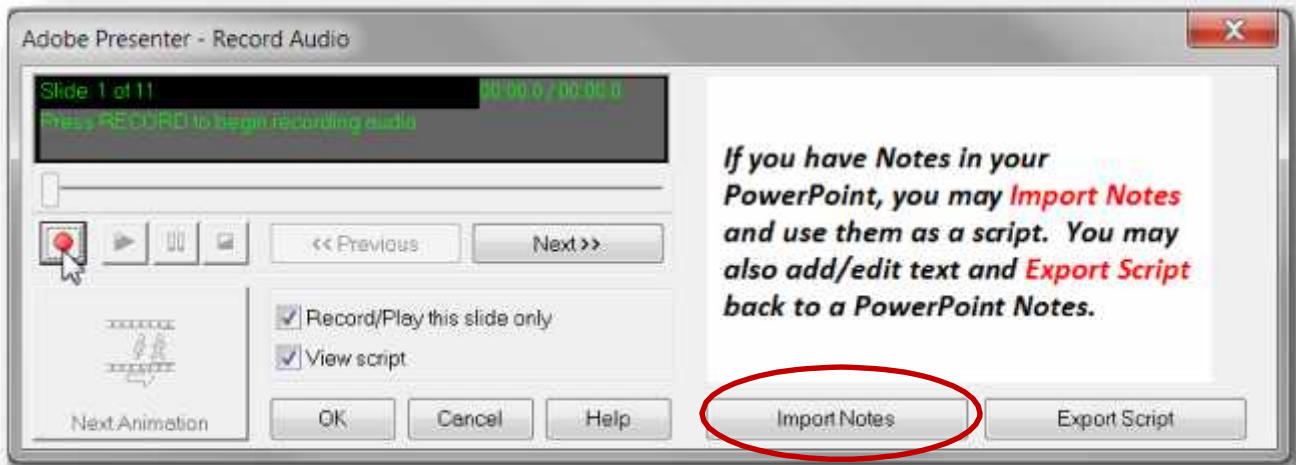 Adobe Presenter - Record Audio
Slide: 1 of 11 00:00.0 / 00:00.0
Press RECORD to begin recording audio
If you have Notes in your
PowerPoint, you may Import Notes
and use them as a script. You may
also add/edit text and Export Script
back to a PowerPoint Notes.
<< Previous
Next >>
Record/Play this slide only
View script
Next Animation
OK
Cancel
Help
Import Notes
Export Script